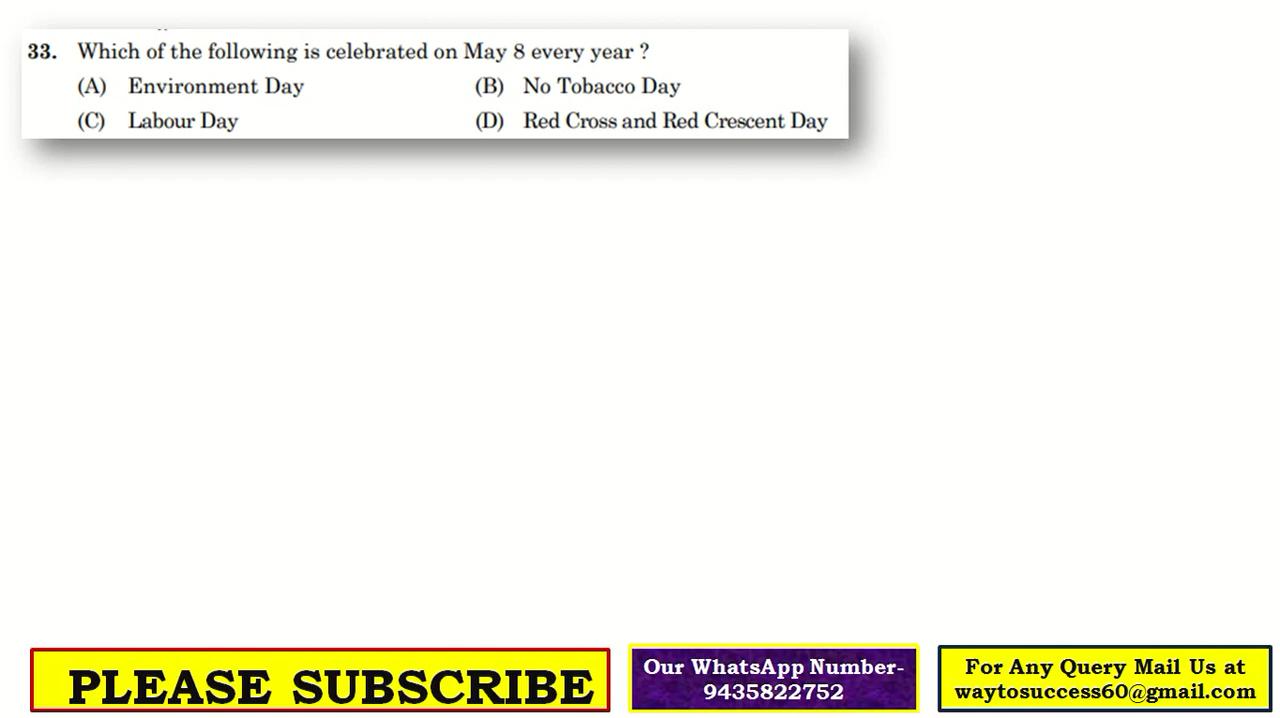 33. Which of the following is celebrated on May 8 every year ?
(A) Environment Day (B) No Tobacco Day
(C) Labour Day (D) Red Cross and Red Crescent Day
PLEASE SUBSCRIBE
Our WhatsApp Number-
9435822752
For Any Query Mail Us at
waytosuccess60@gmail.com